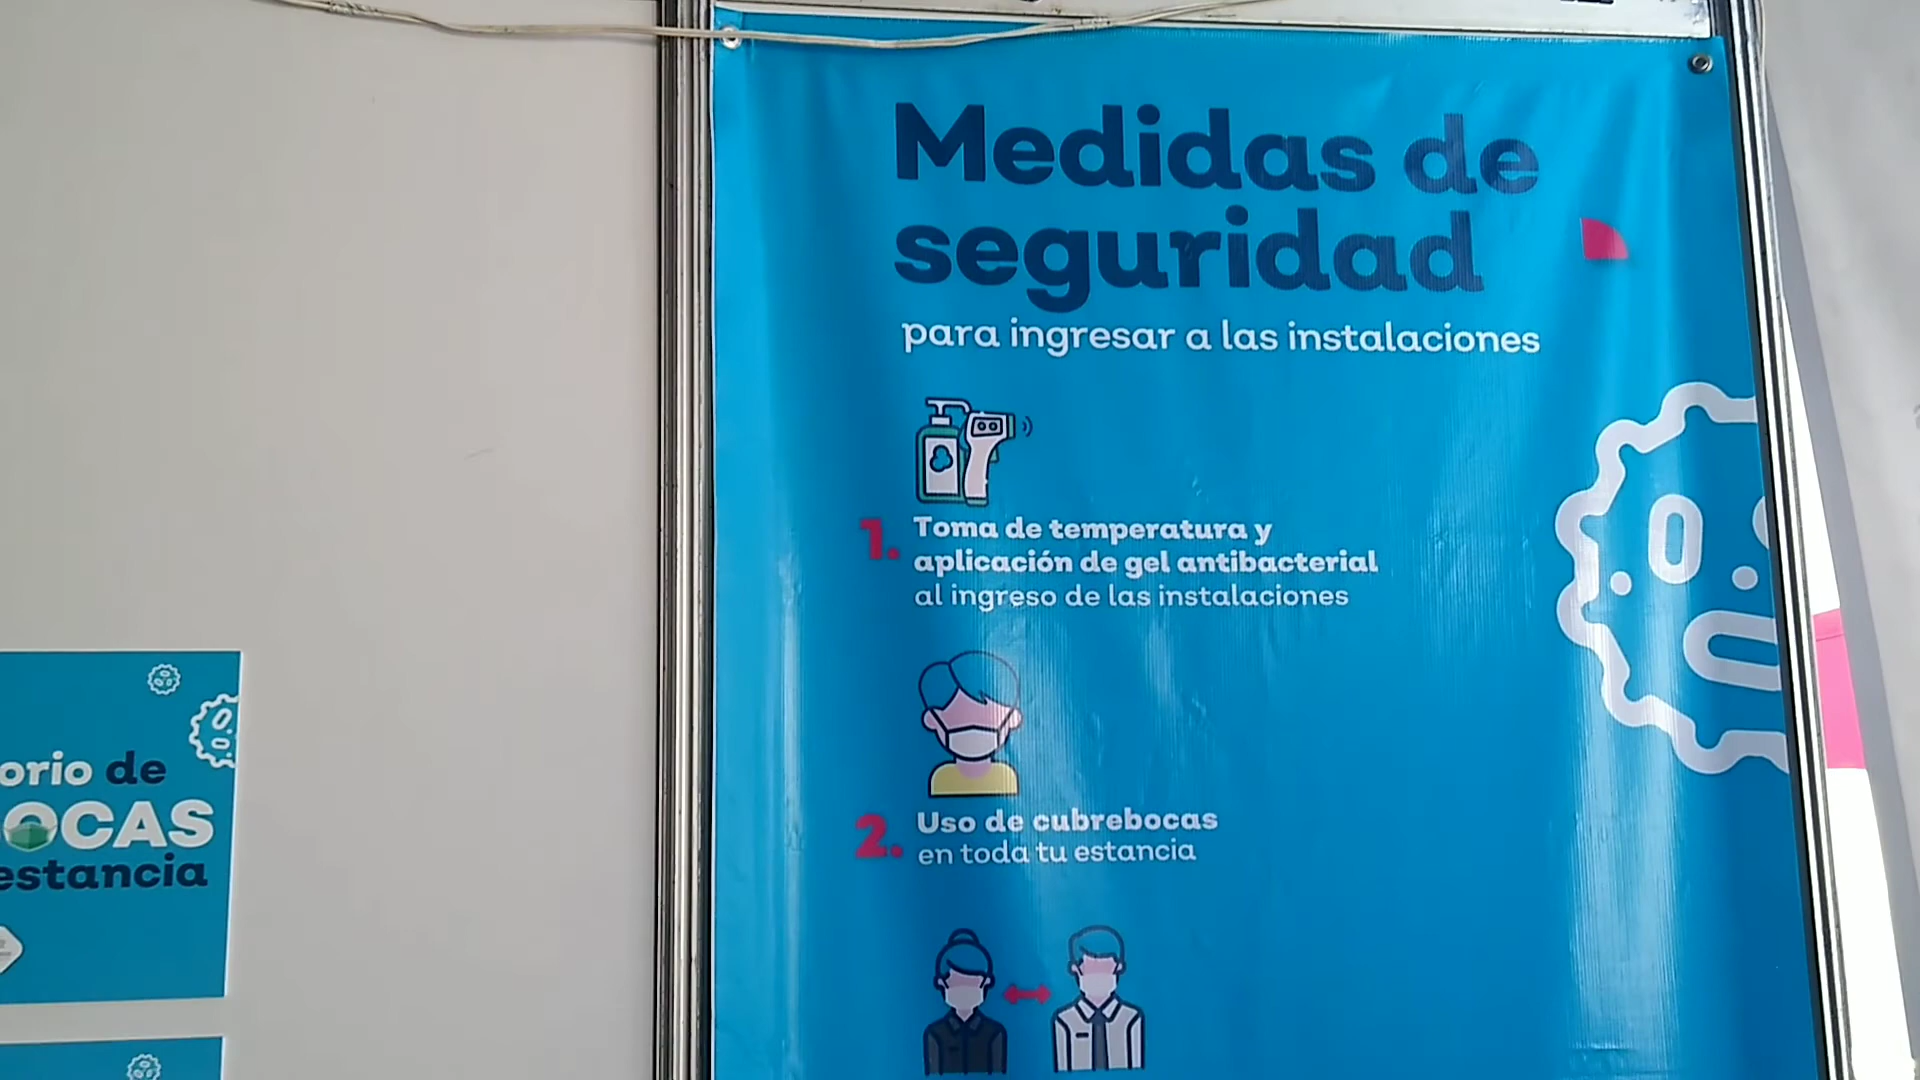 Medidas de
seguridad
para ingresar a las instalaciones
1. Toma de temperatura y
aplicación de gel antibacterial
al ingreso de las instalaciones
2. Uso de cubrebocas
en toda tu estancia
orio de
OCAS
estancia